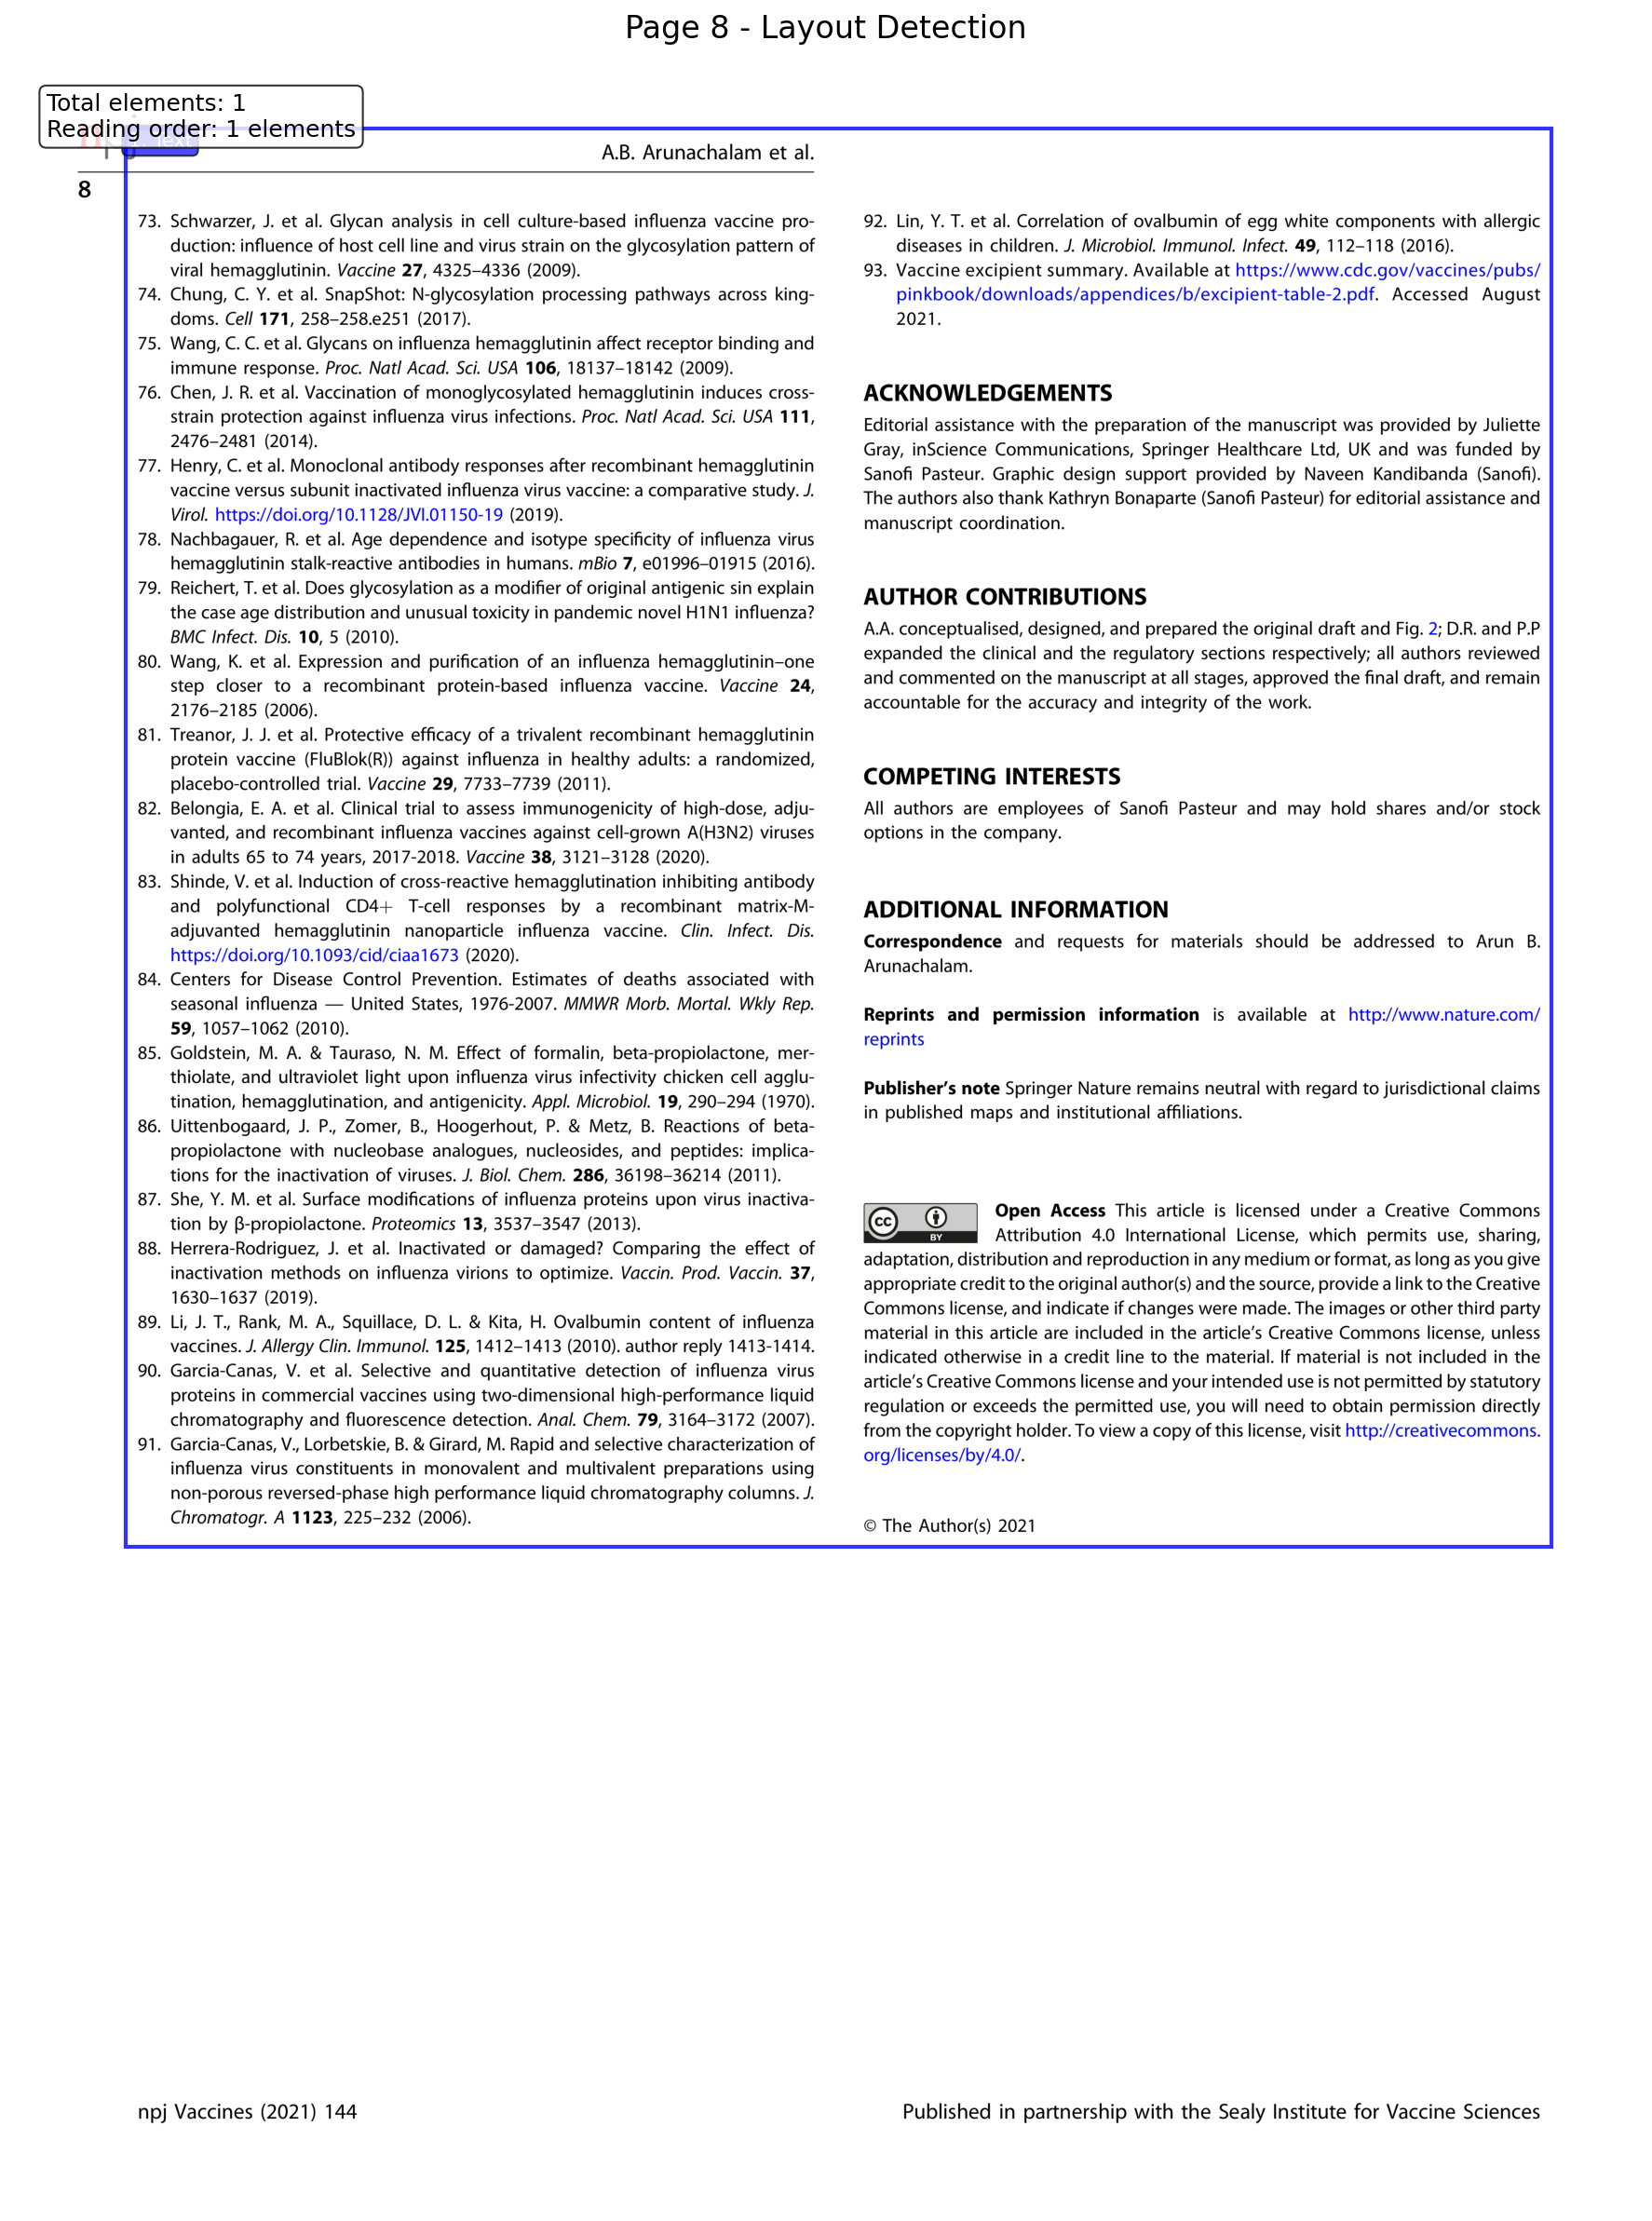 Page 8 - Layout Detection
Total elements: 1
Reading order: 1 elements
A.B. Arunachalam et al.
8
73. Schwarzer, J. et al. Glycan analysis in cell culture-based influenza vaccine pro-
duction: influence of host cell line and virus strain on the glycosylation pattern of
viral hemagglutinin. Vaccine 27, 4325–4336 (2009).
74. Chung, C. Y. et al. SnapShot: N-glycosylation processing pathways across king-
doms. Cell 171, 258–258.e251 (2017).
75. Wang, C. C. et al. Glycans on influenza hemagglutinin affect receptor binding and
immune response. Proc. Natl Acad. Sci. USA 106, 18137–18142 (2009).
76. Chen, J. R. et al. Vaccination of monoglycosylated hemagglutinin induces cross-
strain protection against influenza virus infections. Proc. Natl Acad. Sci. USA 111,
2476–2481 (2014).
77. Henry, C. et al. Monoclonal antibody responses after recombinant hemagglutinin
vaccine versus subunit inactivated influenza virus vaccine: a comparative study. J.
Virol. https://doi.org/10.1128/JVI.01150-19 (2019).
78. Nachbagauer, R. et al. Age dependence and isotype specificity of influenza virus
hemagglutinin stalk-reactive antibodies in humans. mBio 7, e01996–01915 (2016).
79. Reichert, T. et al. Does glycosylation as a modifier of original antigenic sin explain
the case age distribution and unusual toxicity in pandemic novel H1N1 influenza?
BMC Infect. Dis. 10, 5 (2010).
80. Wang, K. et al. Expression and purification of an influenza hemagglutinin–one
step closer to a recombinant protein-based influenza vaccine. Vaccine 24,
2176–2185 (2006).
81. Treanor, J. J. et al. Protective efficacy of a trivalent recombinant hemagglutinin
protein vaccine (FluBlok(R)) against influenza in healthy adults: a randomized,
placebo-controlled trial. Vaccine 29, 7733–7739 (2011).
82. Belongia, E. A. et al. Clinical trial to assess immunogenicity of high-dose, adju-
vanted, and recombinant influenza vaccines against cell-grown A(H3N2) viruses
in adults 65 to 74 years, 2017-2018. Vaccine 38, 3121–3128 (2020).
83. Shinde, V. et al. Induction of cross-reactive hemagglutination inhibiting antibody
and polyfunctional CD4+ T-cell responses by a recombinant matrix-M-
adjuvanted hemagglutinin nanoparticle influenza vaccine. Clin. Infect. Dis.
https://doi.org/10.1093/cid/ciaa1673 (2020).
84. Centers for Disease Control Prevention. Estimates of deaths associated with
seasonal influenza — United States, 1976-2007. MMWR Morb. Mortal. Wkly Rep.
59, 1057–1062 (2010).
85. Goldstein, M. A. & Tauraso, N. M. Effect of formalin, beta-propiolactone, mer-
thiolate, and ultraviolet light upon influenza virus infectivity chicken cell agglu-
tination, hemagglutination, and antigenicity. Appl. Microbiol. 19, 290–294 (1970).
86. Uittenbogaard, J. P., Zomer, B., Hoogerhout, P. & Metz, B. Reactions of beta-
propiolactone with nucleobase analogues, nucleosides, and peptides: implica-
tions for the inactivation of viruses. J. Biol. Chem. 286, 36198–36214 (2011).
87. She, Y. M. et al. Surface modifications of influenza proteins upon virus inactiva-
tion by β-propiolactone. Proteomics 13, 3537–3547 (2013).
88. Herrera-Rodriguez, J. et al. Inactivated or damaged? Comparing the effect of
inactivation methods on influenza virions to optimize. Vaccin. Prod. Vaccin. 37,
1630–1637 (2019).
89. Li, J. T., Rank, M. A., Squillace, D. L. & Kita, H. Ovalbumin content of influenza
vaccines. J. Allergy Clin. Immunol. 125, 1412–1413 (2010). author reply 1413-1414.
90. Garcia-Canas, V. et al. Selective and quantitative detection of influenza virus
proteins in commercial vaccines using two-dimensional high-performance liquid
chromatography and fluorescence detection. Anal. Chem. 79, 3164–3172 (2007).
91. Garcia-Canas, V., Lorbetskie, B. & Girard, M. Rapid and selective characterization of
influenza virus constituents in monovalent and multivalent preparations using
non-porous reversed-phase high performance liquid chromatography columns. J.
Chromatogr. A 1123, 225–232 (2006).
92. Lin, Y. T. et al. Correlation of ovalbumin of egg white components with allergic
diseases in children. J. Microbiol. Immunol. Infect. 49, 112–118 (2016).
93. Vaccine excipient summary. Available at https://www.cdc.gov/vaccines/pubs/
pinkbook/downloads/appendices/b/excipient-table-2.pdf. Accessed August
2021.
ACKNOWLEDGEMENTS
Editorial assistance with the preparation of the manuscript was provided by Juliette
Gray, inScience Communications, Springer Healthcare Ltd, UK and was funded by
Sanofi Pasteur. Graphic design support provided by Naveen Kandibanda (Sanofi).
The authors also thank Kathryn Bonaparte (Sanofi Pasteur) for editorial assistance and
manuscript coordination.
AUTHOR CONTRIBUTIONS
A.A. conceptualised, designed, and prepared the original draft and Fig. 2; D.R. and P.P
expanded the clinical and the regulatory sections respectively; all authors reviewed
and commented on the manuscript at all stages, approved the final draft, and remain
accountable for the accuracy and integrity of the work.
COMPETING INTERESTS
All authors are employees of Sanofi Pasteur and may hold shares and/or stock
options in the company.
ADDITIONAL INFORMATION
Correspondence and requests for materials should be addressed to Arun B.
Arunachalam.
Reprints and permission information is available at http://www.nature.com/
reprints
Publisher’s note Springer Nature remains neutral with regard to jurisdictional claims
in published maps and institutional affiliations.
cc BY
Open Access This article is licensed under a Creative Commons
Attribution 4.0 International License, which permits use, sharing,
adaptation, distribution and reproduction in any medium or format, as long as you give
appropriate credit to the original author(s) and the source, provide a link to the Creative
Commons license, and indicate if changes were made. The images or other third party
material in this article are included in the article’s Creative Commons license, unless
indicated otherwise in a credit line to the material. If material is not included in the
article’s Creative Commons license and your intended use is not permitted by statutory
regulation or exceeds the permitted use, you will need to obtain permission directly
from the copyright holder. To view a copy of this license, visit http://creativecommons.
org/licenses/by/4.0/.
© The Author(s) 2021
npj Vaccines (2021) 144
Published in partnership with the Sealy Institute for Vaccine Sciences